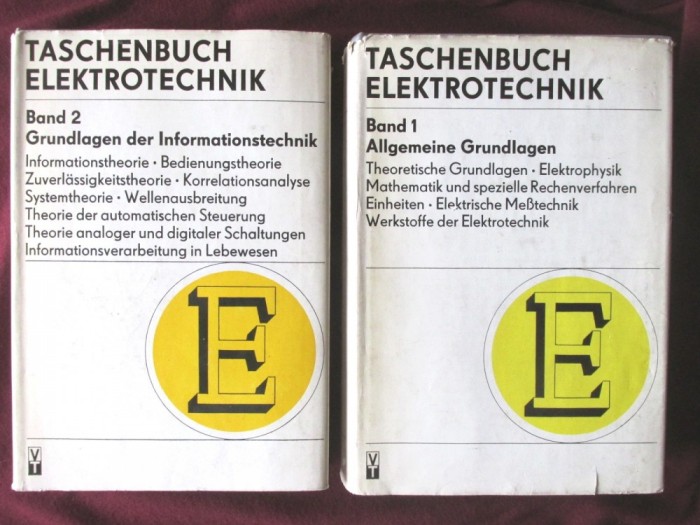 TASCHENBUCH
ELEKTROTECHNIK
Band 2
Grundlagen der Informationstechnik
Informationstheorie · Bedienungstheorie
Zuverlässigkeitstheorie · Korrelationsanalyse
Systemtheorie · Wellenausbreitung
Theorie der automatischen Steuerung
Theorie analoger und digitaler Schaltungen
Informationsverarbeitung in Lebewesen
E
VT
TASCHENBUCH
ELEKTROTECHNIK
Band 1
Allgemeine Grundlagen
Theoretische Grundlagen · Elektrophysik
Mathematik und spezielle Rechenverfahren
Einheiten · Elektrische Meßtechnik
Werkstoffe der Elektrotechnik
E
VT